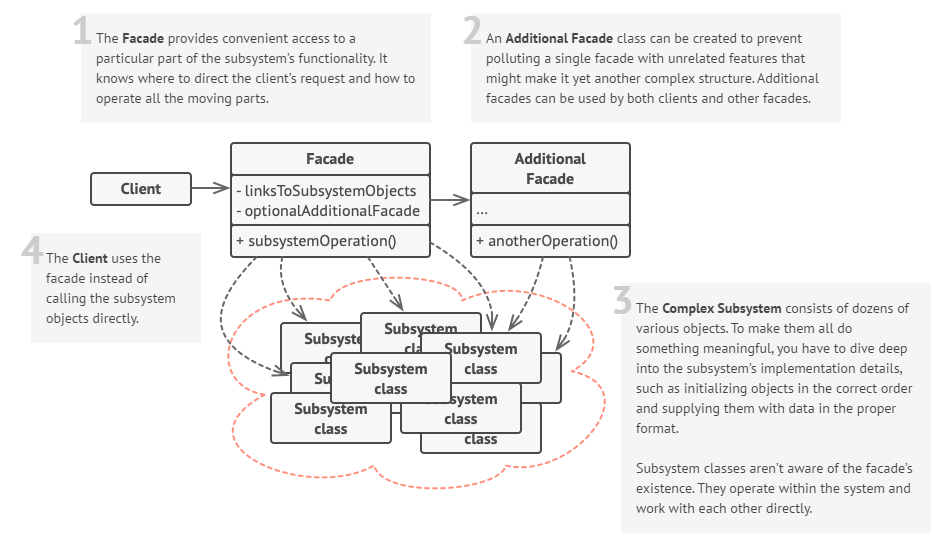 1
The Facade provides convenient access to a
particular part of the subsystem's functionality. It
knows where to direct the client's request and how to
operate all the moving parts.
2
An Additional Facade class can be created to prevent
polluting a single facade with unrelated features that
might make it yet another complex structure. Additional
facades can be used by both clients and other facades.
Client
Facade
- linksToSubsystemObjects
- optionalAdditionalFacade
+ subsystemOperation()
Additional
Facade
...
+ anotherOperation()
4
The Client uses the
facade instead of
calling the subsystem
objects directly.
3
The Complex Subsystem consists of dozens of
various objects. To make them all do
something meaningful, you have to dive deep
into the subsystem's implementation details,
such as initializing objects in the correct order
and supplying them with data in the proper
format.
Subsystem classes aren't aware of the facade's
existence. They operate within the system and
work with each other directly.
Subsystem
Subsystem
class
Subsystem
class
Subsystem
class
Subsystem
class
class